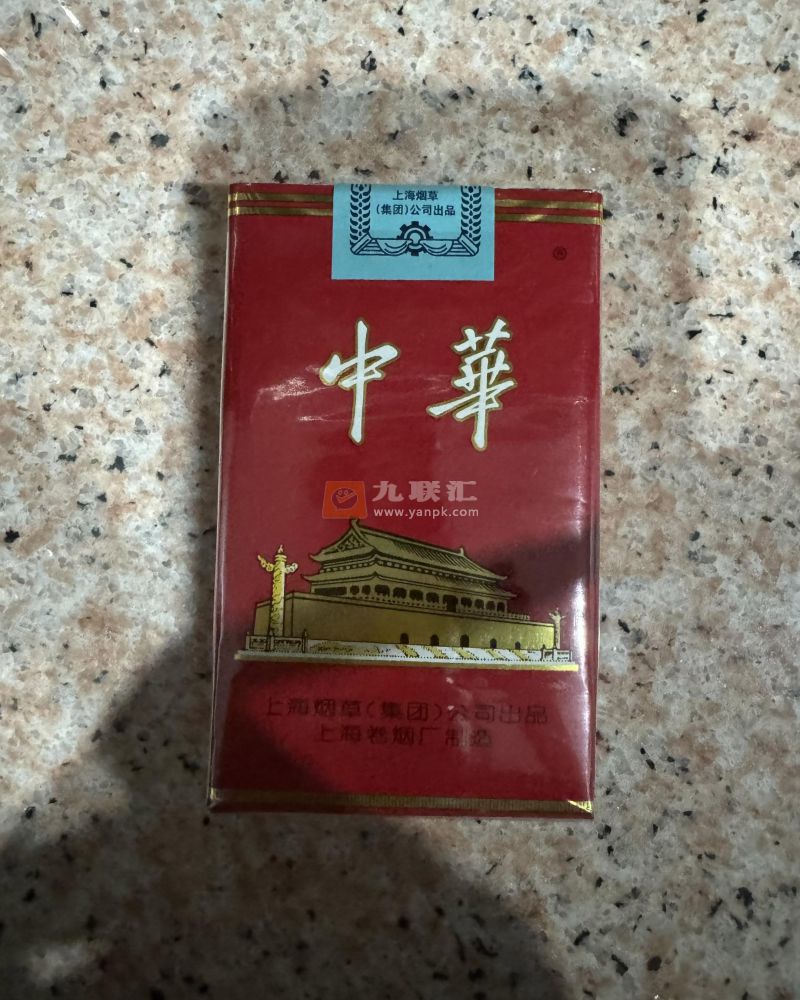 上海烟草
(集团)公司出品
®
中華
九联汇
www.yanpk.com
上海烟草(集团)公司出品
上海卷烟厂制造